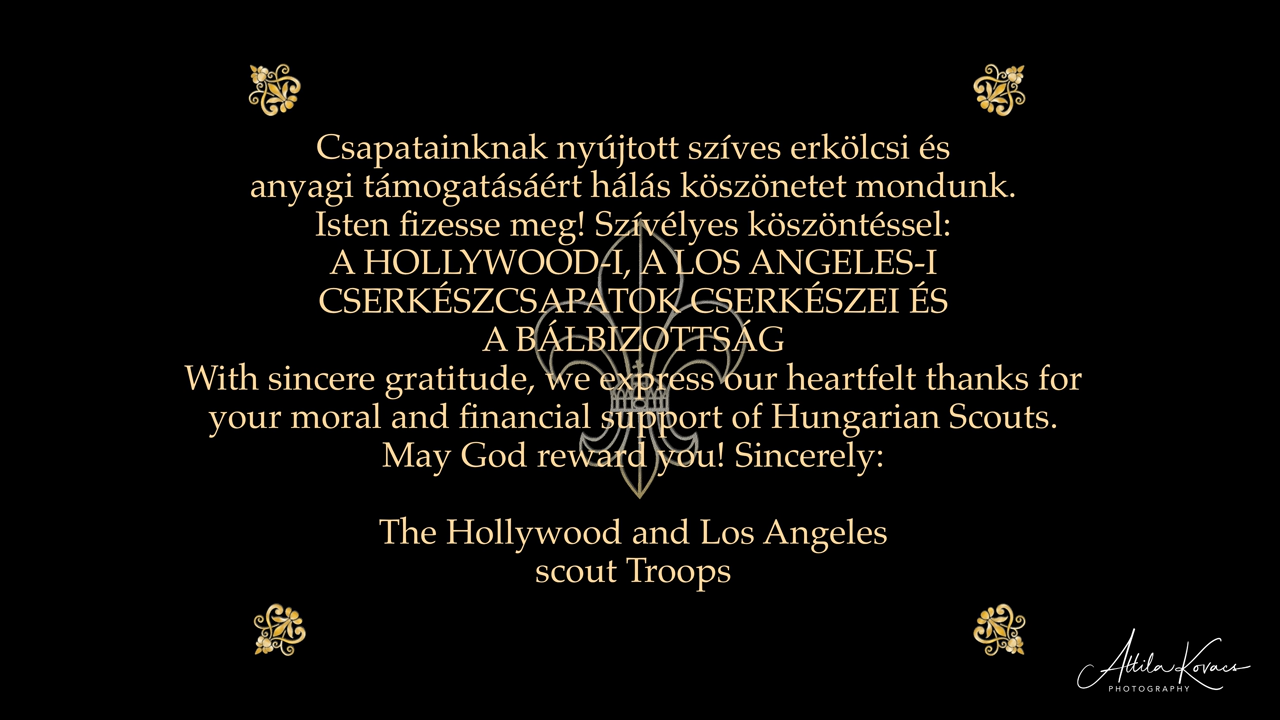 Csapatainknak nyújtott szíves erkölcsi és
anyagi támogatásáért hálás köszönetet mondunk.
Isten fizesse meg! Szívélyes köszöntéssel:
A HOLLYWOOD-I, A LOS ANGELES-I
CSERKÉSZCSAPATOK CSERKÉSZEI ÉS
A BÁLBIZOTTSÁG
With sincere gratitude, we express our heartfelt thanks for
your moral and financial support of Hungarian Scouts.
May God reward you! Sincerely:
The Hollywood and Los Angeles
scout Troops
Attila Kovacs
PHOTOGRAPHY